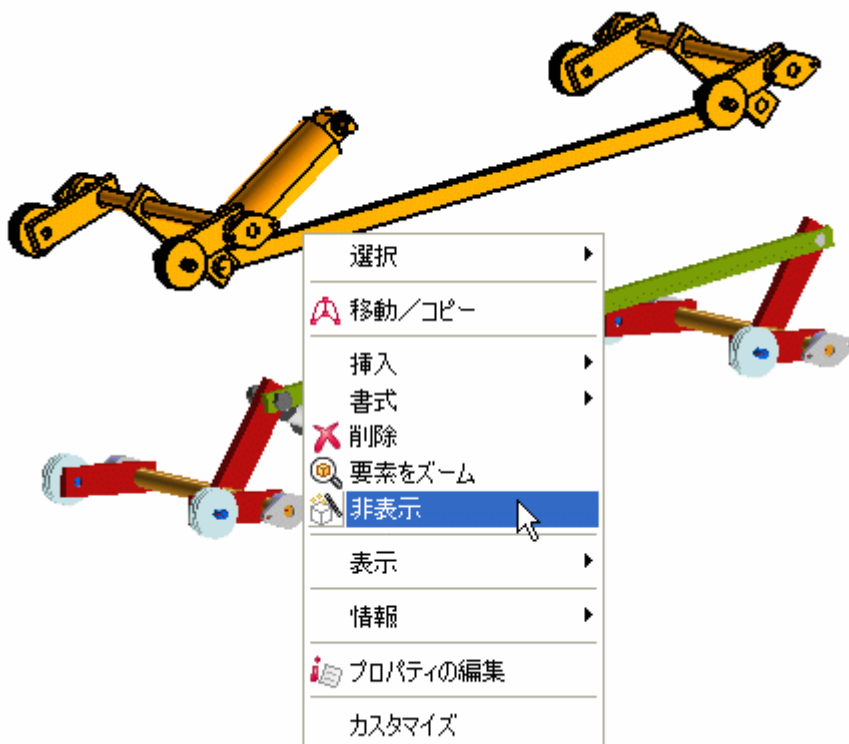 選択
移動／コピー
挿入
書式
削除
要素をズーム
非表示
表示
情報
プロパティの編集
カスタマイズ